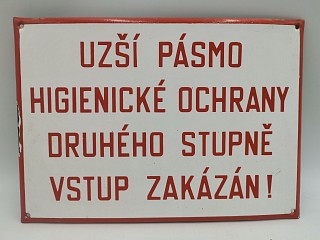 UZŠÍ PÁSMO
HIGIENICKÉ OCHRANY
DRUHÉHO STUPNĚ
VSTUP ZAKÁZÁN!